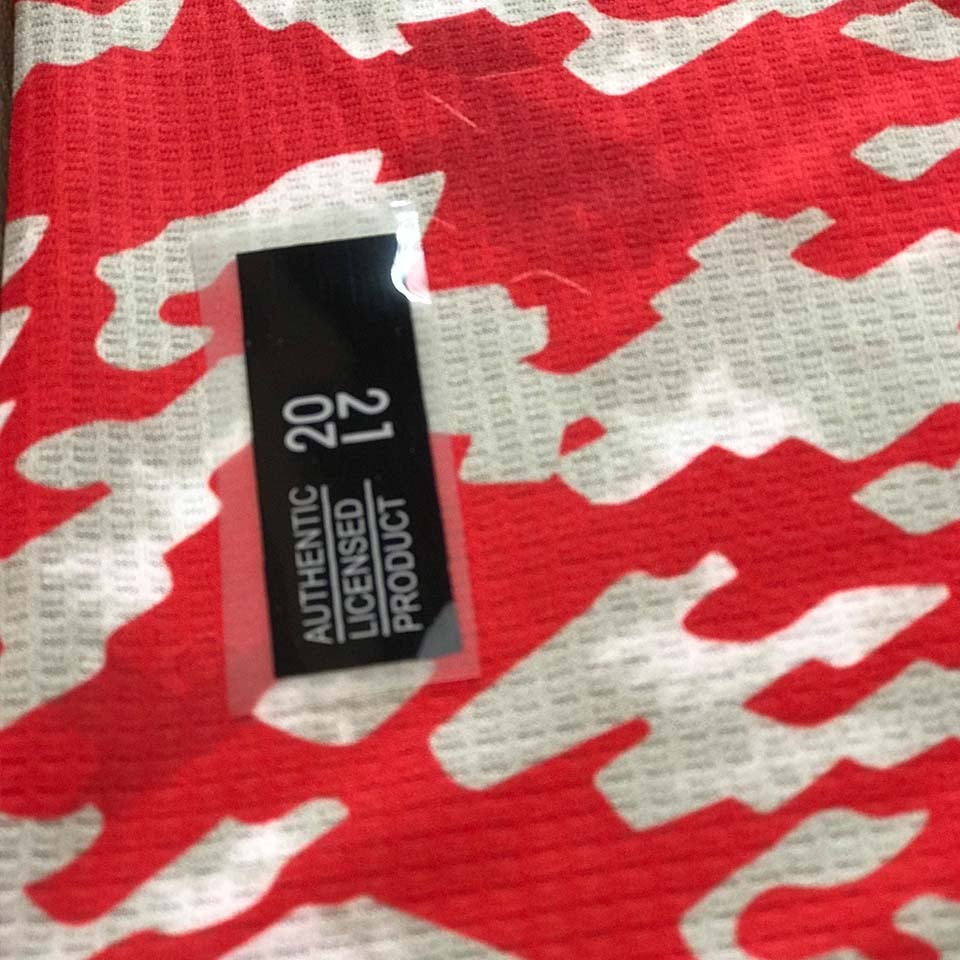 20
21
AUTHENTIC
LICENSED
PRODUCT